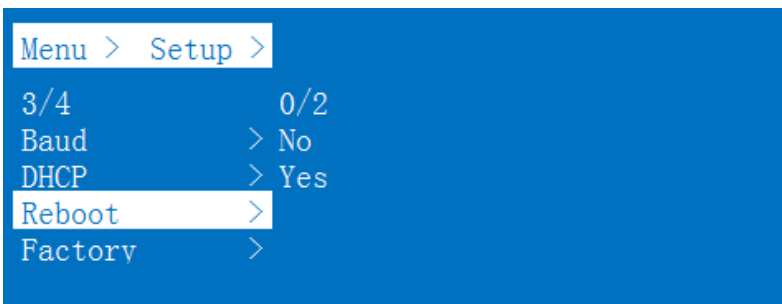 Menu > Setup >
3/4 0/2
Baud > No
DHCP > Yes
Reboot >
Factory >